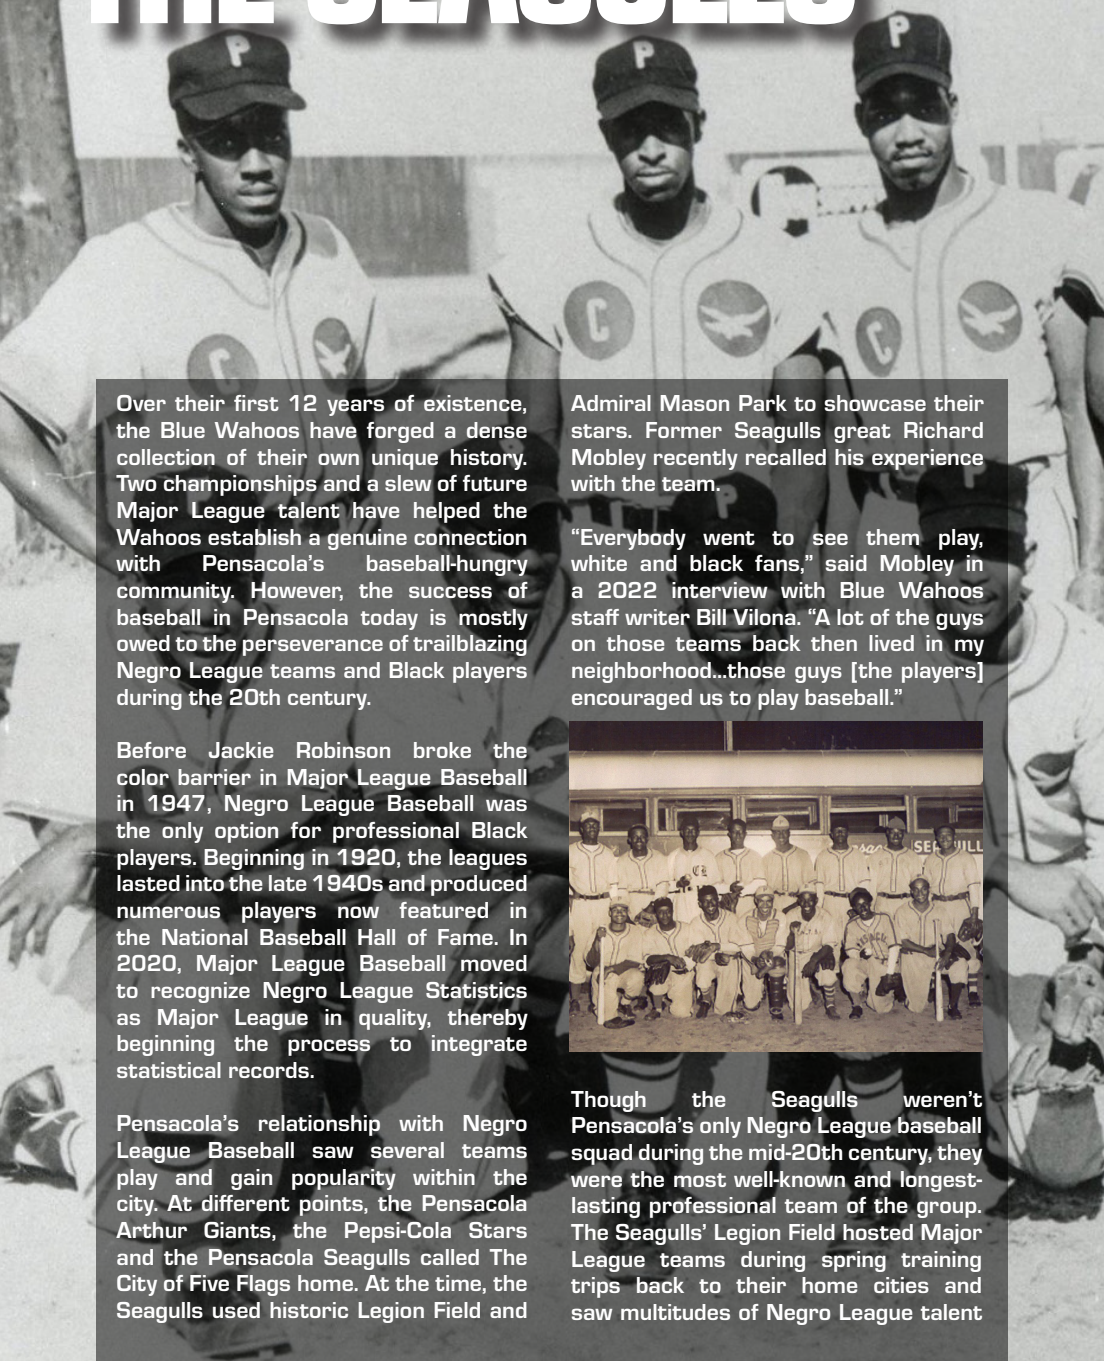 THE SEAGULLS
P
P
P
C
C
C
Over their first 12 years of existence,
the Blue Wahoos have forged a dense
collection of their own unique history.
Two championships and a slew of future
Major League talent have helped the
Wahoos establish a genuine connection
with Pensacola's baseball-hungry
community. However, the success of
baseball in Pensacola today is mostly
owed to the perseverance of trailblazing
Negro League teams and Black players
during the 20th century.
Before Jackie Robinson broke the
color barrier in Major League Baseball
in 1947, Negro League Baseball was
the only option for professional Black
players. Beginning in 1920, the leagues
lasted into the late 1940s and produced
numerous players now featured in
the National Baseball Hall of Fame. In
2020, Major League Baseball moved
to recognize Negro League Statistics
as Major League in quality, thereby
beginning the process to integrate
statistical records.
Pensacola's relationship with Negro
League Baseball saw several teams
play and gain popularity within the
city. At different points, the Pensacola
Arthur Giants, the Pepsi-Cola Stars
and the Pensacola Seagulls called The
City of Five Flags home. At the time, the
Seagulls used historic Legion Field and
Admiral Mason Park to showcase their
stars. Former Seagulls great Richard
Mobley recently recalled his experience
with the team.
“Everybody went to see them play,
white and black fans,” said Mobley in
a 2022 interview with Blue Wahoos
staff writer Bill Vilona. “A lot of the guys
on those teams back then lived in my
neighborhood...those guys [the players]
encouraged us to play baseball.”
Though the Seagulls weren't
Pensacola's only Negro League baseball
squad during the mid-20th century, they
were the most well-known and longest-
lasting professional team of the group.
The Seagulls' Legion Field hosted Major
League teams during spring training
trips back to their home cities and
saw multitudes of Negro League talent